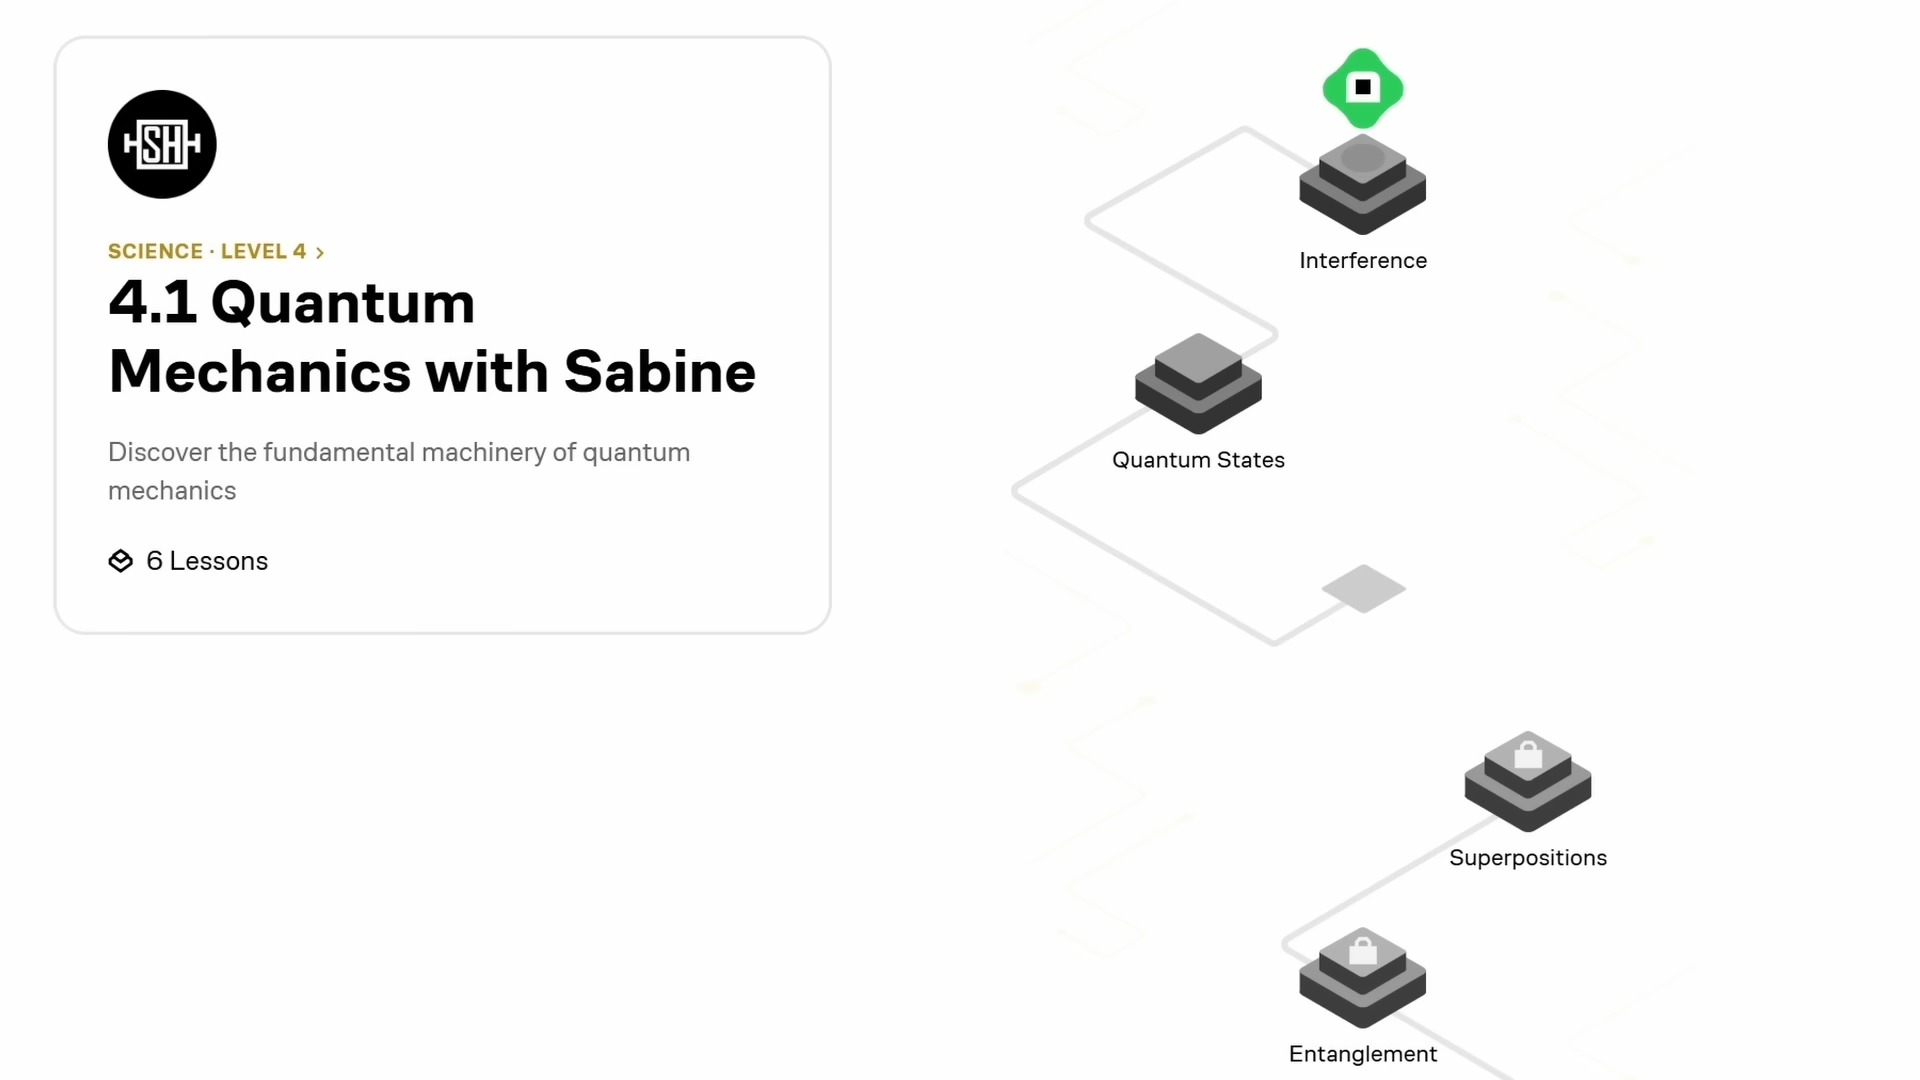 SH
SCIENCE · LEVEL 4 >
4.1 Quantum
Mechanics with Sabine
Discover the fundamental machinery of quantum
mechanics
6 Lessons
Interference
Quantum States
Superpositions
Entanglement